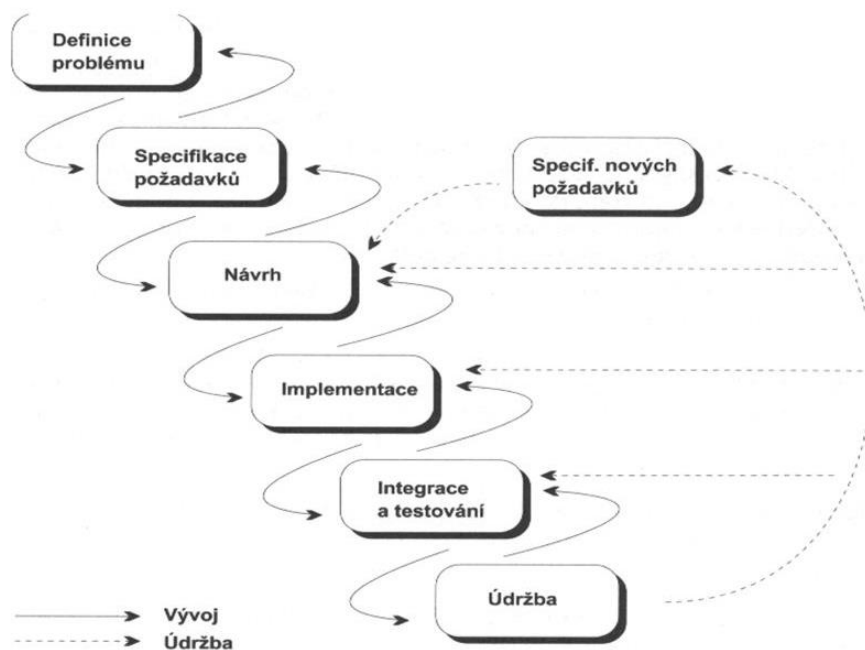 Definice
problému
Specifikace
požadavků
Specif. nových
požadavků
Návrh
Implementace
Integrace
a testování
Údržba
Vývoj
Údržba